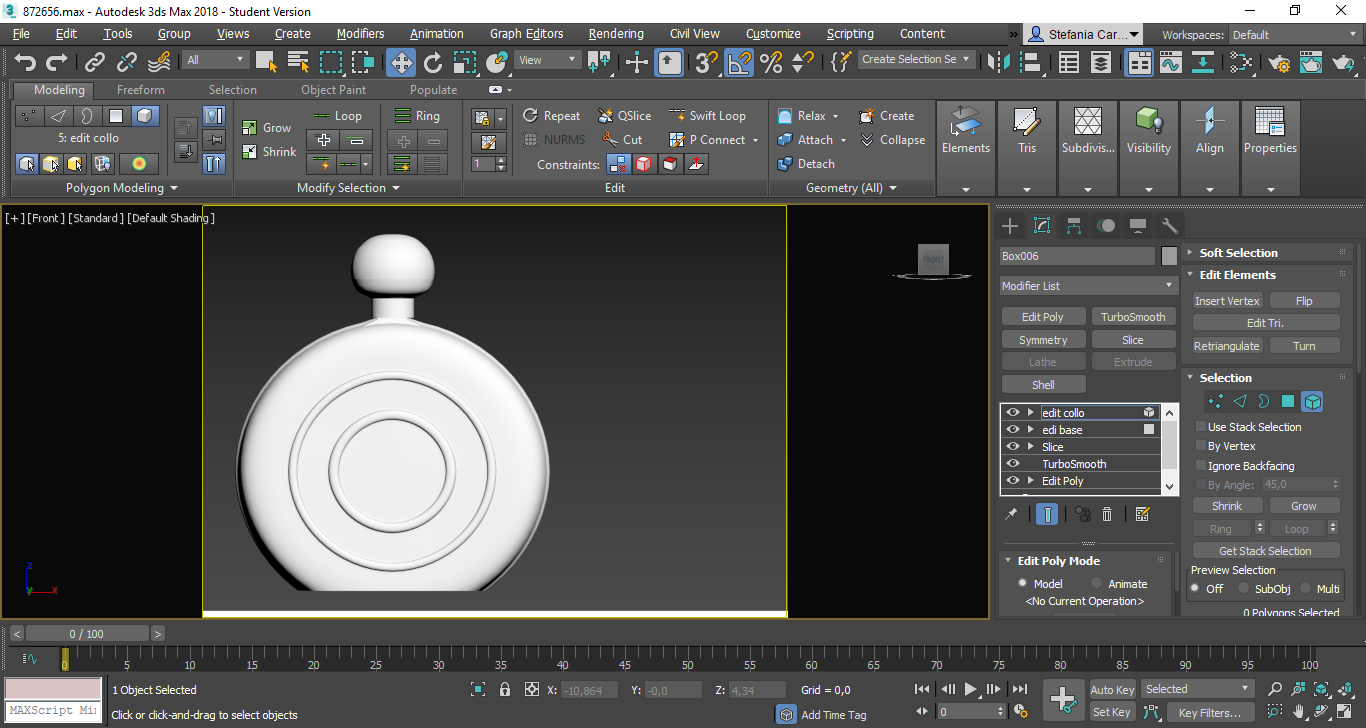 872656.max - Autodesk 3ds Max 2018 - Student Version
File Edit Tools Group Views Create Modifiers Animation Graph Editors Rendering Civil View Customize Scripting Content » Stefania Car... Workspaces: Default
All View 3 Create Selection Se
Modeling Freeform Selection Object Paint Populate
5: edit collo
Polygon Modeling
Grow
Shrink
Loop
Ring
Modify Selection
1
Repeat QSlice Swift Loop
NURMS Cut P Connect
Constraints:
Edit
Relax Create
Attach Collapse
Detach
Geometry (All)
Elements Tris Subdivis... Visibility Align Properties
[+] [Front ] [Standard ] [Default Shading ]
FRONT
z
y x
Box006
Modifier List
Edit Poly TurboSmooth
Symmetry Slice
Lathe Extrude
Shell
edit collo
edi base
Slice
TurboSmooth
Edit Poly
Edit Poly Mode
Model Animate
<No Current Operation>
Soft Selection
Edit Elements
Insert Vertex Flip
Edit Tri.
Retriangulate Turn
Selection
Use Stack Selection
By Vertex
Ignore Backfacing
By Angle: 45,0
Shrink Grow
Ring Loop
Get Stack Selection
Preview Selection
Off SubObj Multi
0 Polygons Selected
< 0 / 100 >
0 5 10 15 20 25 30 35 40 45 50 55 60 65 70 75 80 85 90 95 100
1 Object Selected
X: -10,864 Y: -0,0 Z: 4,34 Grid = 0,0
Auto Key Selected
MAXScript Mi
Click or click-and-drag to select objects
Add Time Tag
0
Set Key Key Filters...